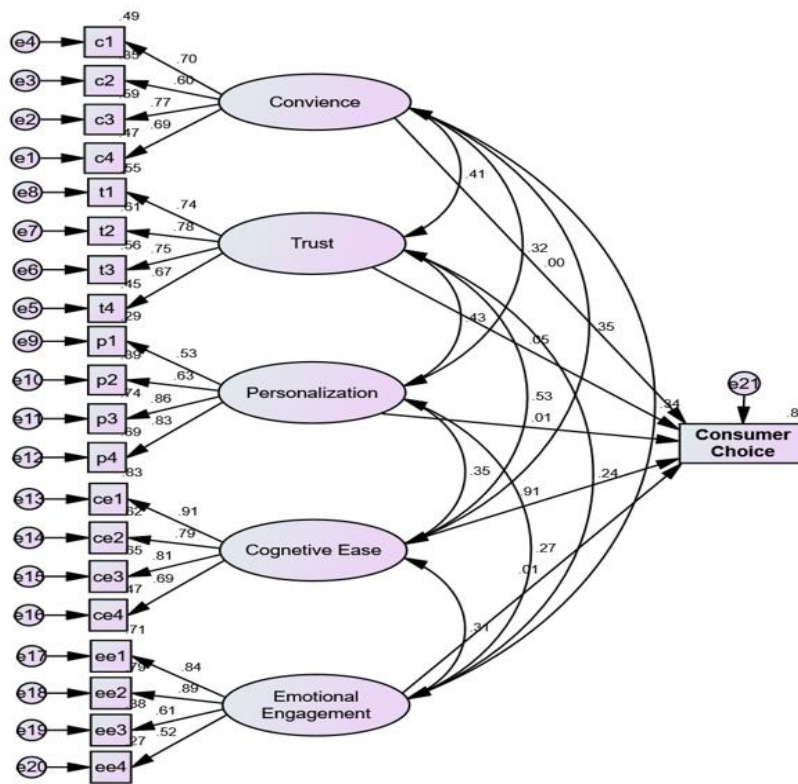 .49
e4
c1
.35
.70
e3
c2
.59
.60
Convience
e2
c3
.47
.77
e1
c4
.55
.69
e8
t1
.61
.74
.41
e7
t2
.56
.78
Trust
e6
t3
.45
.75
.67
.32
.00
e5
t4
.29
.43
.05
.35
e9
p1
.39
.53
e10
p2
.74
.63
Personalization
.53
e21
e11
p3
.69
.86
.01
.34
e12
p4
.83
.83
Consumer
Choice
.35
.24
.91
e13
ce1
.62
.91
e14
ce2
.65
.79
Cognetive Ease
.27
e15
ce3
.47
.81
.01
e16
ce4
.71
.69
.31
e17
ee1
.79
.84
e18
ee2
.38
.89
Emotional
Engagement
e19
ee3
.27
.61
.52
e20
ee4